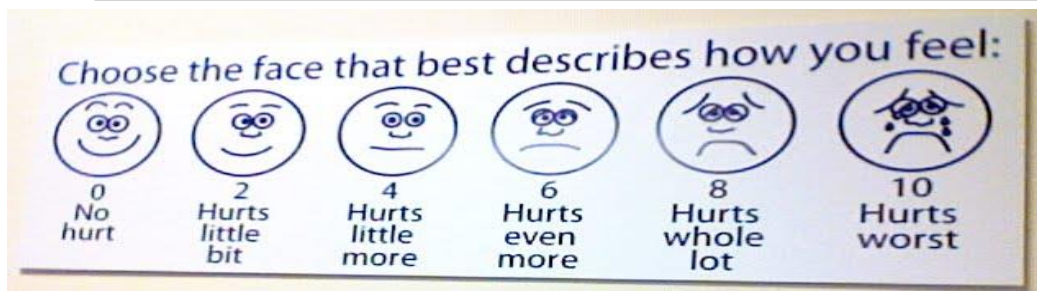 Choose the face that best describes how you feel:
0 2 4 6 8 10
No Hurts Hurts Hurts Hurts Hurts
hurt little little even whole worst
bit more more lot